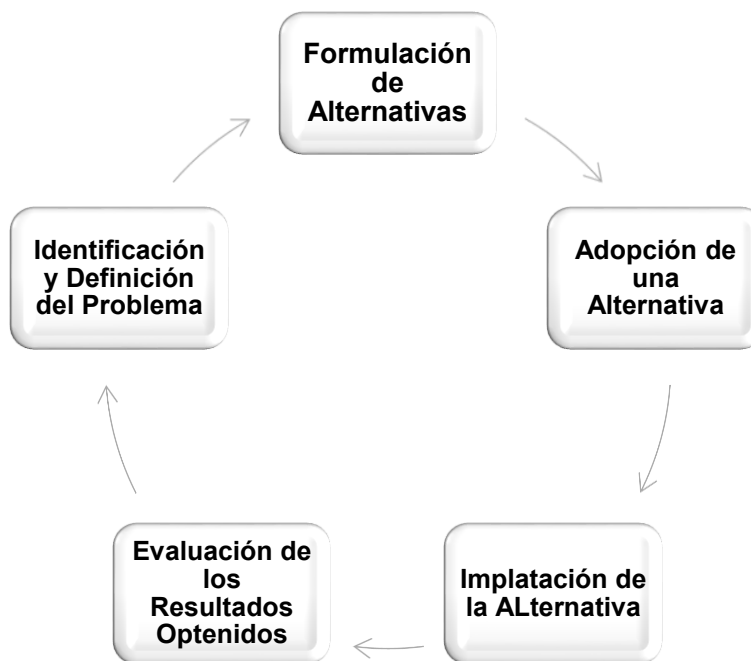 Formulación
de
Alternativas
Identificación
y Definición
del Problema
Adopción de
una
Alternativa
Evaluación de
los
Resultados
Optenidos
Implatación de
la ALternativa